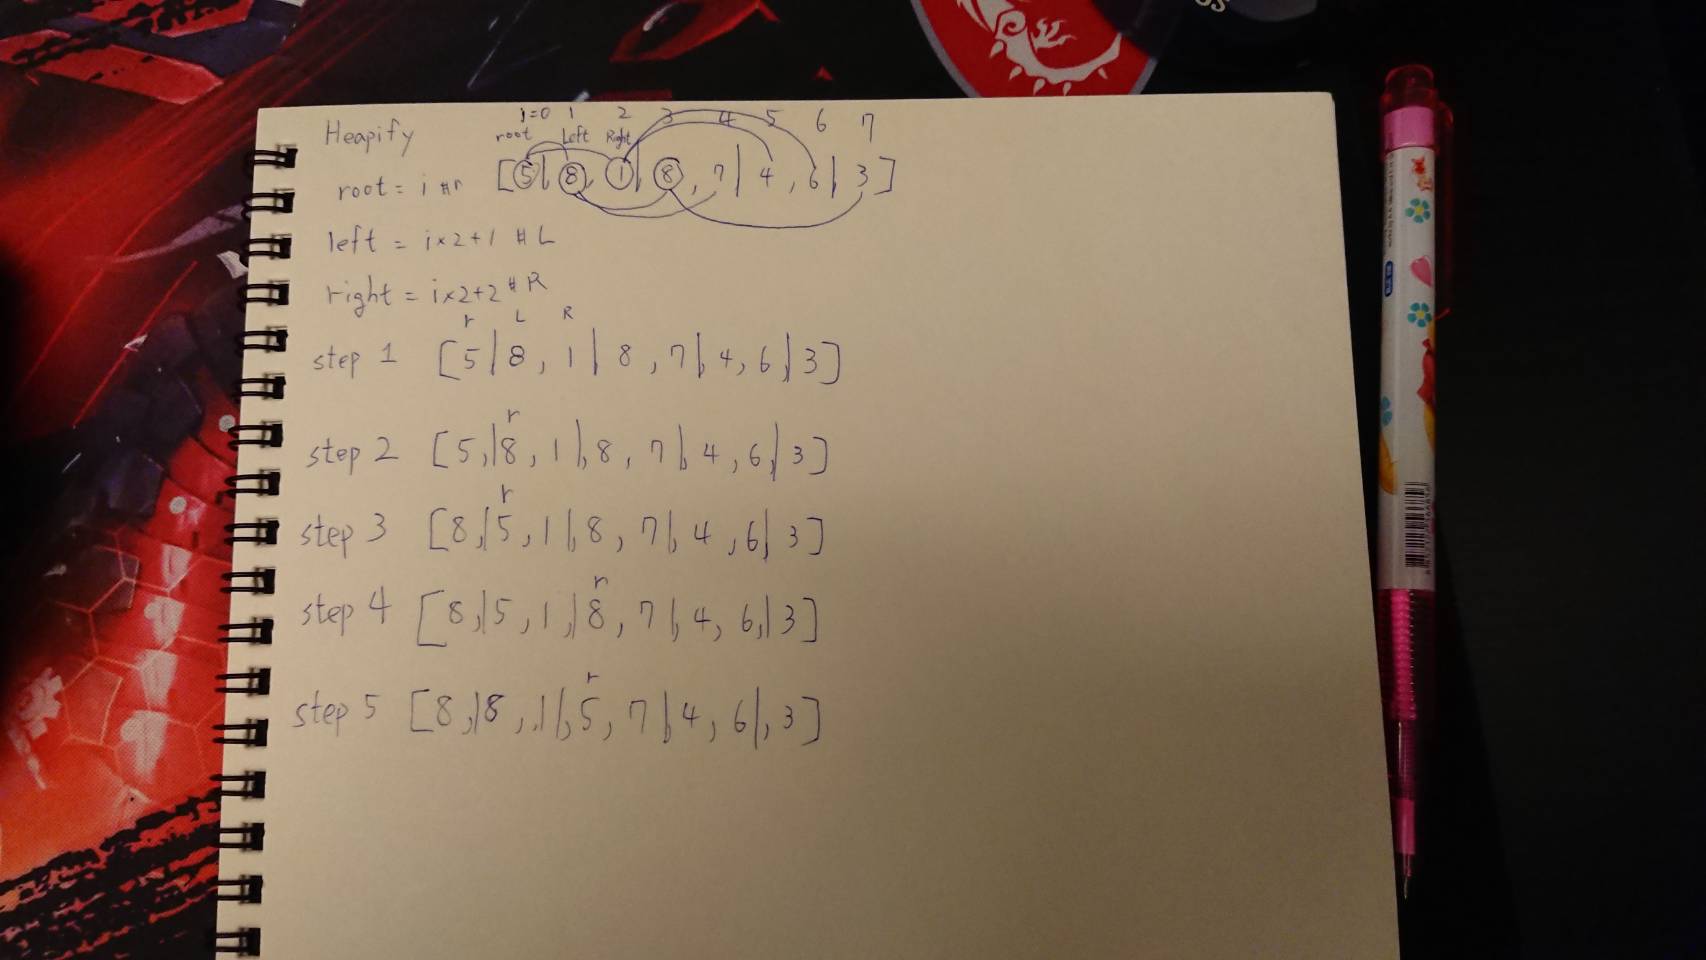 i=0 1 2 3 4 5 6 7
Heapify root Left Right
root = i #r [5| 8, 1|, 8, 7| 4, 6|, 3]
left = i×2+1 #L
right = i×2+2 #R
r L R
step 1 [5| 8, 1| 8, 7|, 4, 6,| 3]
r
step 2 [5,|8, 1|, 8, 7|, 4, 6,| 3]
r
step 3 [8,|5, 1|, 8, 7|, 4, 6,| 3]
r
step 4 [8,|5, 1,|8, 7|, 4, 6,| 3]
r
step 5 [8,|8, 1|, 5, 7|, 4, 6|, 3]